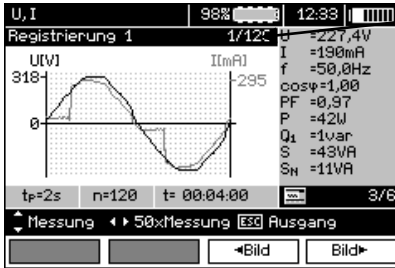 U,I 98% 12:33
Registrierung 1 1/120
U[V] I[mA]
318 295
0
U =227,4V
I =190mA
f =50,0Hz
cosφ=1,00
PF =0,97
P =42W
Q1 =1var
S =43VA
SN =11VA
tP=2s n=120 t= 00:04:00 3/6
Messung 50xMessung ESC Ausgang
◄Bild Bild►